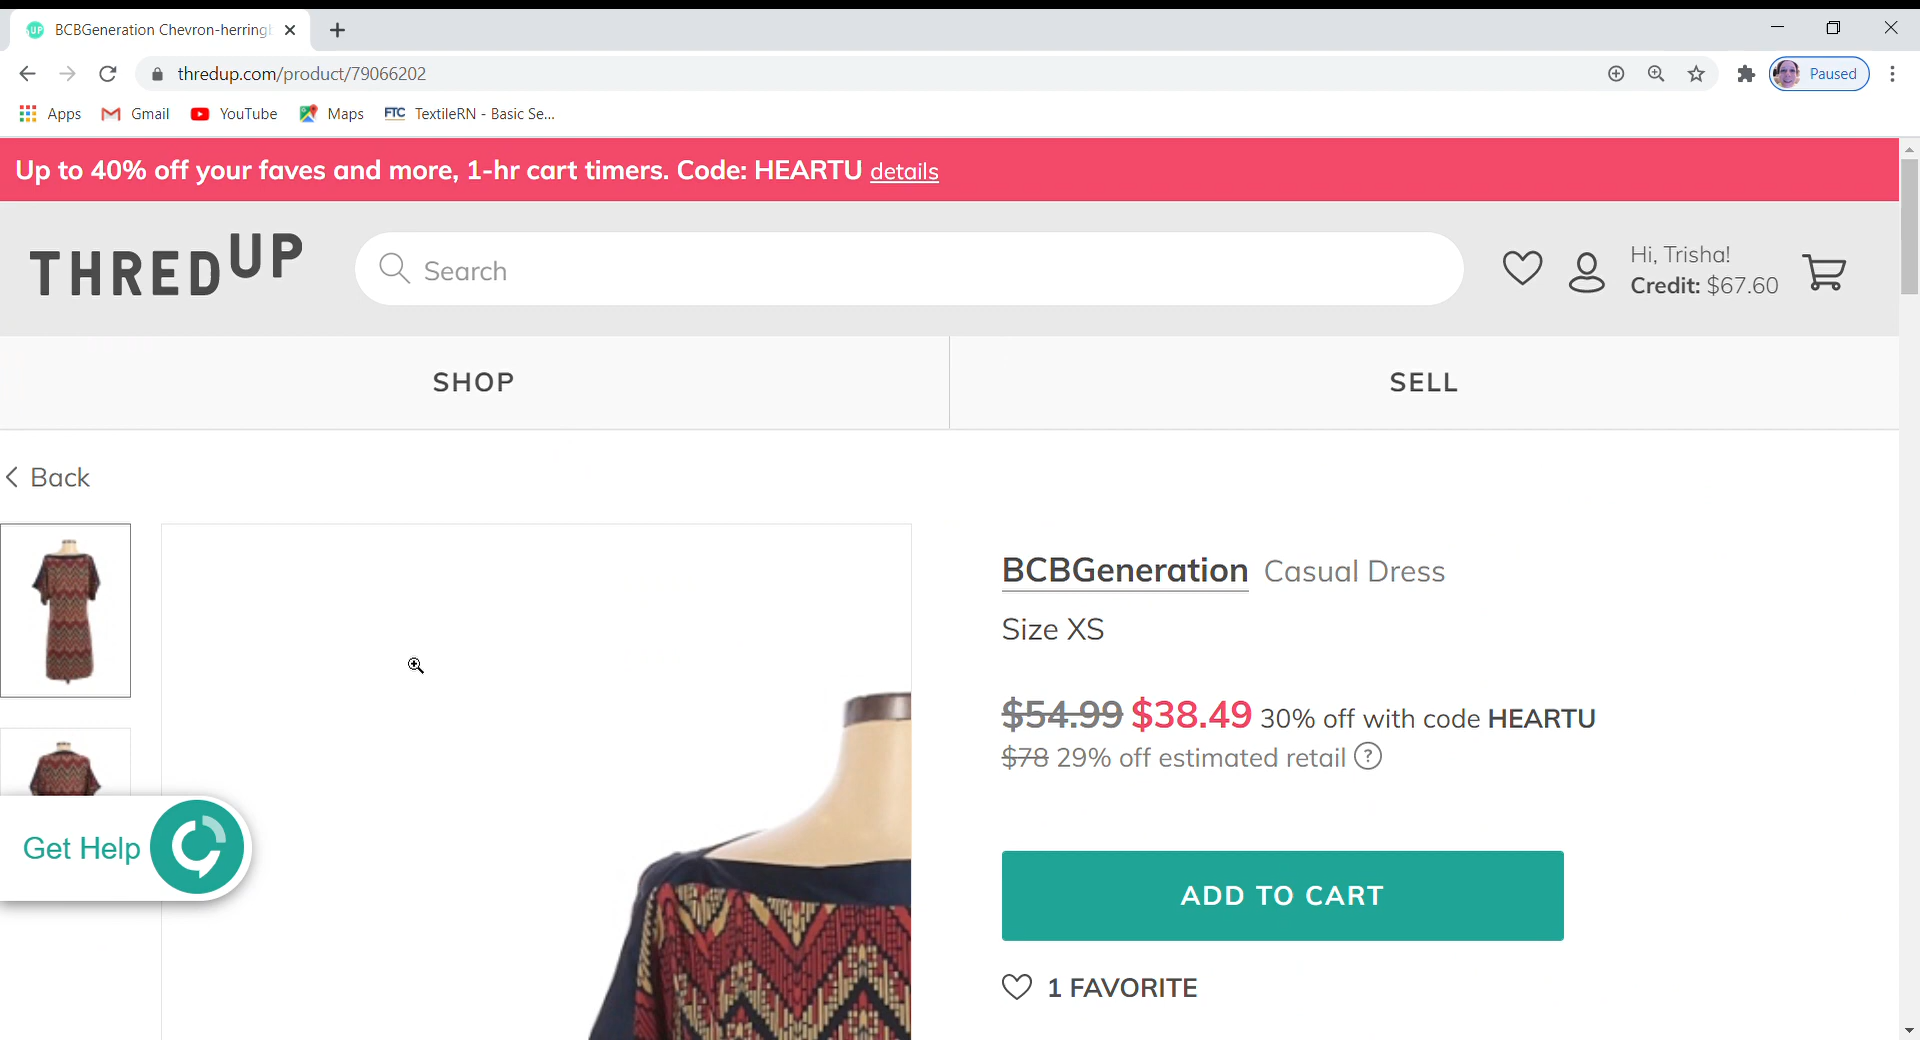 BCBGeneration Chevron-herringb
thredup.com/product/79066202
Paused
Apps
Gmail
YouTube
Maps
FTC TextileRN - Basic Se...
Up to 40% off your faves and more, 1-hr cart timers. Code: HEARTU details
THREDUP
Search
Hi, Trisha!
Credit: $67.60
SHOP
SELL
< Back
BCBGeneration Casual Dress
Size XS
$54.99 $38.49 30% off with code HEARTU
$78 29% off estimated retail ?
Get Help
ADD TO CART
1 FAVORITE